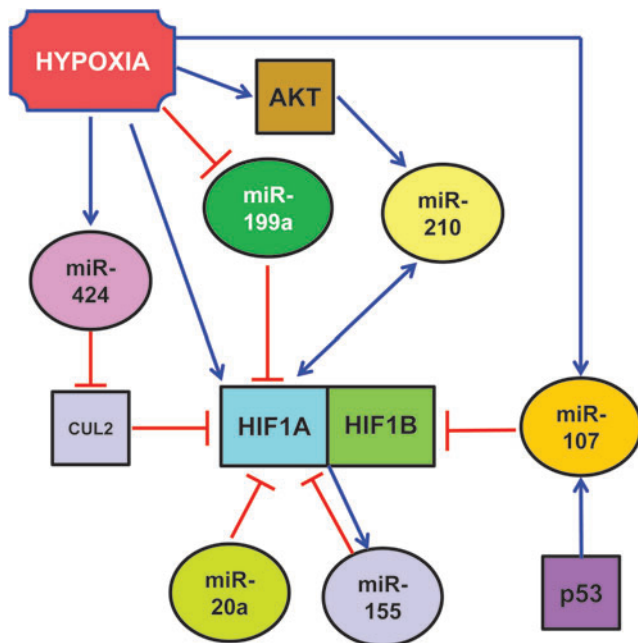 HYPOXIA
AKT
miR-
199a
miR-
210
miR-
424
CUL2
HIF1A
HIF1B
miR-
107
miR-
20a
miR-
155
p53